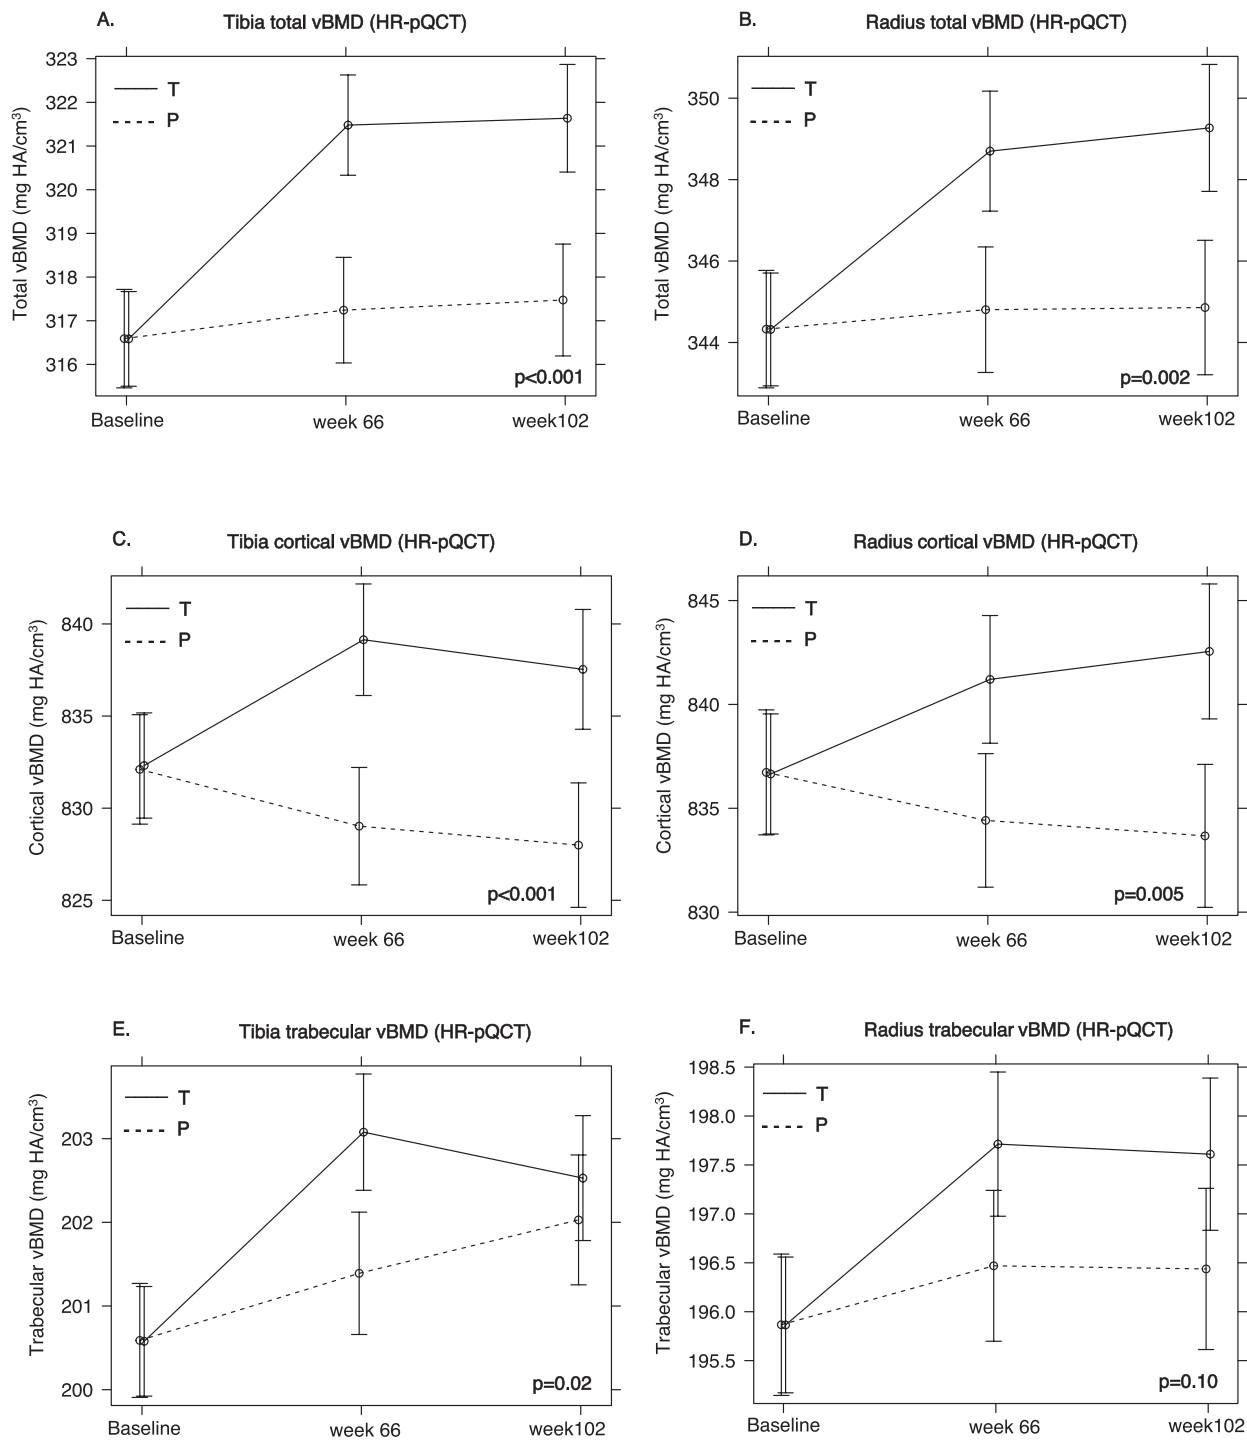 A.
Tibia total vBMD (HR-pQCT)
323
322
321
320
319
318
317
316
Total vBMD (mg HA/cm³)
T
P
p<0.001
Baseline
week 66
week102
B.
Radius total vBMD (HR-pQCT)
350
348
346
344
Total vBMD (mg HA/cm³)
T
P
p=0.002
Baseline
week 66
week102
C.
Tibia cortical vBMD (HR-pQCT)
840
835
830
825
Cortical vBMD (mg HA/cm³)
T
P
p<0.001
Baseline
week 66
week102
D.
Radius cortical vBMD (HR-pQCT)
845
840
835
830
Cortical vBMD (mg HA/cm³)
T
P
p=0.005
Baseline
week 66
week102
E.
Tibia trabecular vBMD (HR-pQCT)
203
202
201
200
Trabecular vBMD (mg HA/cm³)
T
P
p=0.02
Baseline
week 66
week102
F.
Radius trabecular vBMD (HR-pQCT)
198.5
198.0
197.5
197.0
196.5
196.0
195.5
Trabecular vBMD (mg HA/cm³)
T
P
p=0.10
Baseline
week 66
week102